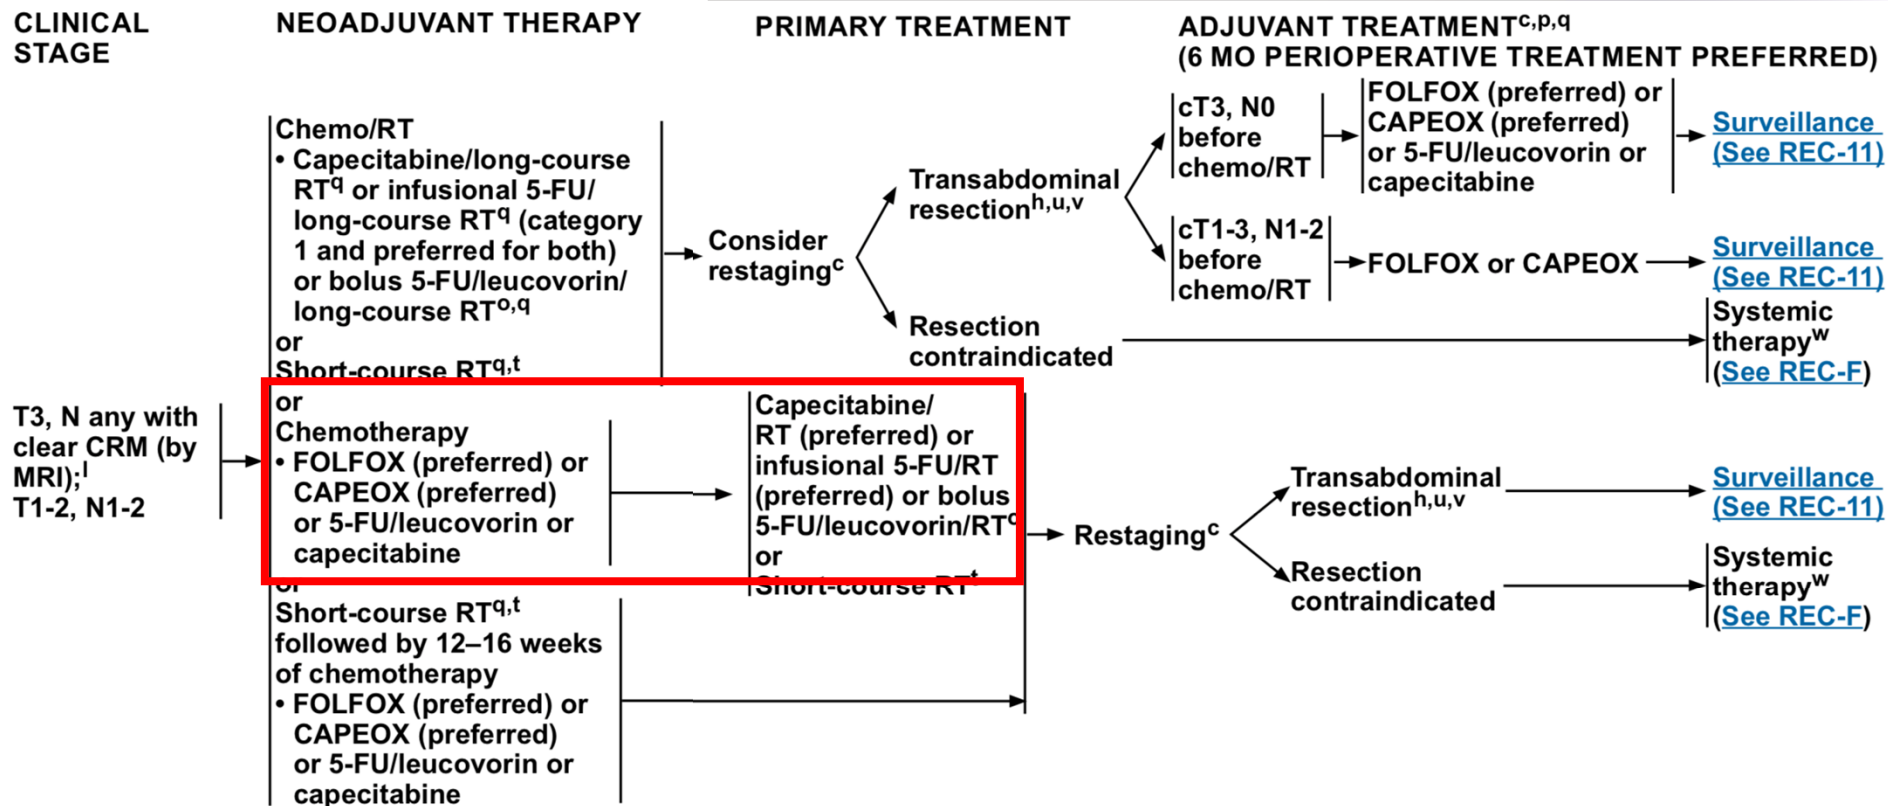 CLINICAL
STAGE
NEOADJUVANT THERAPY
PRIMARY TREATMENT
ADJUVANT TREATMENTc,p,q
(6 MO PERIOPERATIVE TREATMENT PREFERRED)
T3, N any with
clear CRM (by
MRI);l
T1-2, N1-2
Chemo/RT
• Capecitabine/long-course
RTq or infusional 5-FU/
long-course RTq (category
1 and preferred for both)
or bolus 5-FU/leucovorin/
long-course RTo,q
or
Short-course RTq,t
or
Chemotherapy
• FOLFOX (preferred) or
CAPEOX (preferred)
or 5-FU/leucovorin or
capecitabine
or
Short-course RTq,t
followed by 12–16 weeks
of chemotherapy
• FOLFOX (preferred) or
CAPEOX (preferred)
or 5-FU/leucovorin or
capecitabine
Consider
restagingc
Transabdominal
resectionh,u,v
Resection
contraindicated
cT3, N0
before
chemo/RT
FOLFOX (preferred) or
CAPEOX (preferred)
or 5-FU/leucovorin or
capecitabine
Surveillance
(See REC-11)
cT1-3, N1-2
before
chemo/RT
FOLFOX or CAPEOX
Surveillance
(See REC-11)
Systemic
therapyw
(See REC-F)
Capecitabine/
RT (preferred) or
infusional 5-FU/RT
(preferred) or bolus
5-FU/leucovorin/RTo
or
Short-course RTt
Restagingc
Transabdominal
resectionh,u,v
Surveillance
(See REC-11)
Resection
contraindicated
Systemic
therapyw
(See REC-F)